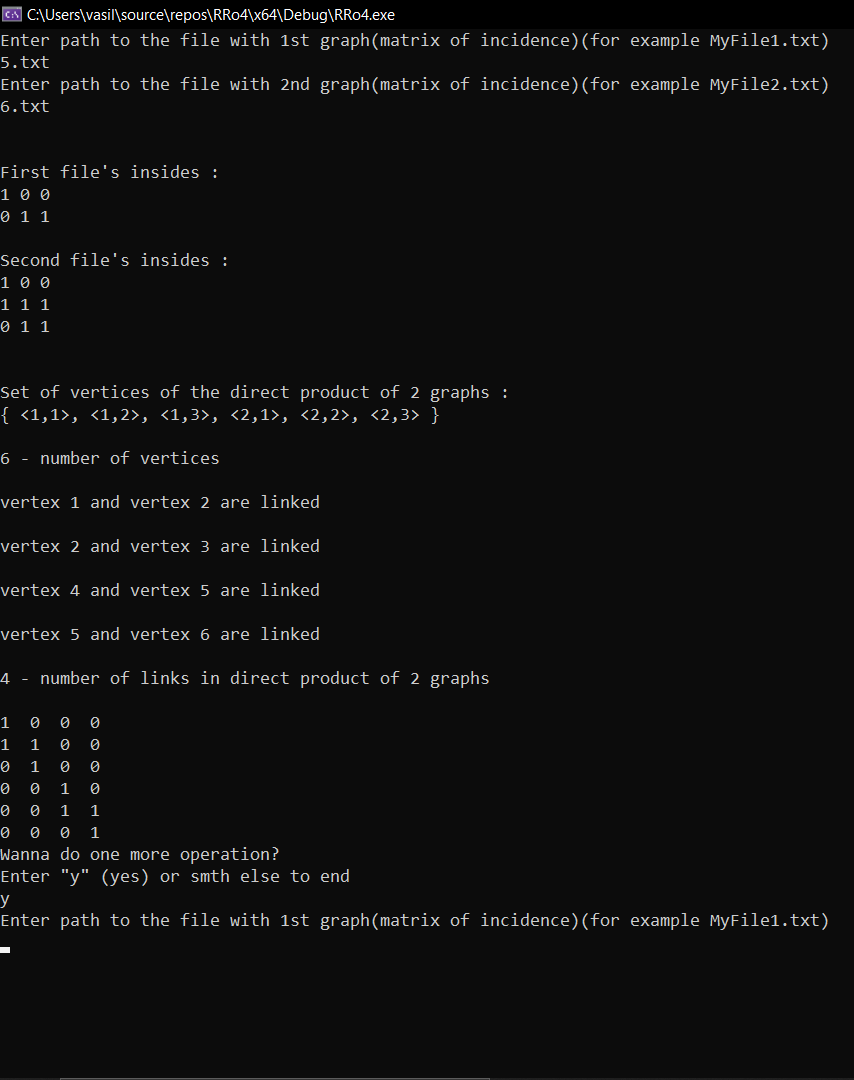 C:\Users\vasil\source\repos\RRo4\x64\Debug\RRo4.exe
Enter path to the file with 1st graph(matrix of incidence)(for example MyFile1.txt)
5.txt
Enter path to the file with 2nd graph(matrix of incidence)(for example MyFile2.txt)
6.txt
First file's insides :
1 0 0
0 1 1
Second file's insides :
1 0 0
1 1 1
0 1 1
Set of vertices of the direct product of 2 graphs :
{ <1,1>, <1,2>, <1,3>, <2,1>, <2,2>, <2,3> }
6 - number of vertices
vertex 1 and vertex 2 are linked
vertex 2 and vertex 3 are linked
vertex 4 and vertex 5 are linked
vertex 5 and vertex 6 are linked
4 - number of links in direct product of 2 graphs
1  0  0  0
1  1  0  0
0  1  0  0
0  0  1  0
0  0  1  1
0  0  0  1
Wanna do one more operation?
Enter "y" (yes) or smth else to end
y
Enter path to the file with 1st graph(matrix of incidence)(for example MyFile1.txt)